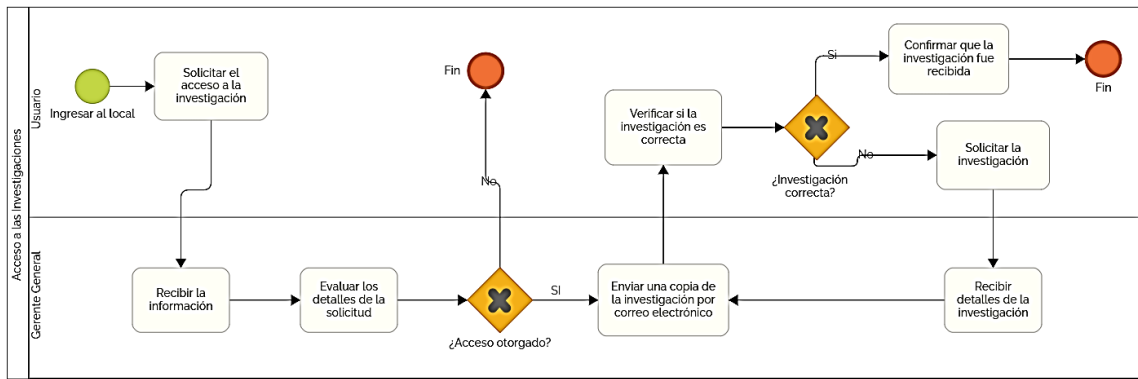 Acceso a las Investigaciones
Usuario
Ingresar al local
Solicitar el
acceso a la
investigación
Fin
No
Verificar si la
investigación es
correcta
¿Investigación
correcta?
Si
Confirmar que la
investigación fue
recibida
Fin
No
Solicitar la
investigación
Gerente General
Recibir la
información
Evaluar los
detalles de la
solicitud
¿Acceso otorgado?
SI
Enviar una copia de
la investigación por
correo electrónico
Recibir
detalles de la
investigación